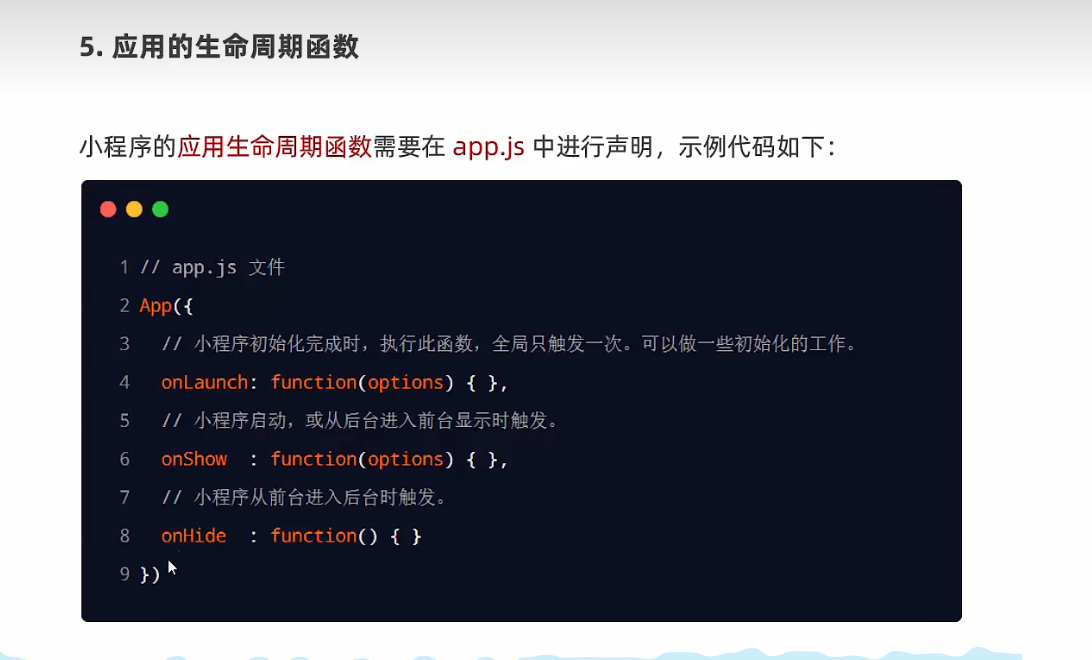 5. 应用的生命周期函数
小程序的应用生命周期函数需要在 app.js 中进行声明，示例代码如下：
1 // app.js 文件
2 App({
3   // 小程序初始化完成时，执行此函数，全局只触发一次。可以做一些初始化的工作。
4   onLaunch: function(options) { },
5   // 小程序启动，或从后台进入前台显示时触发。
6   onShow  : function(options) { },
7   // 小程序从前台进入后台时触发。
8   onHide  : function() { }
9 })